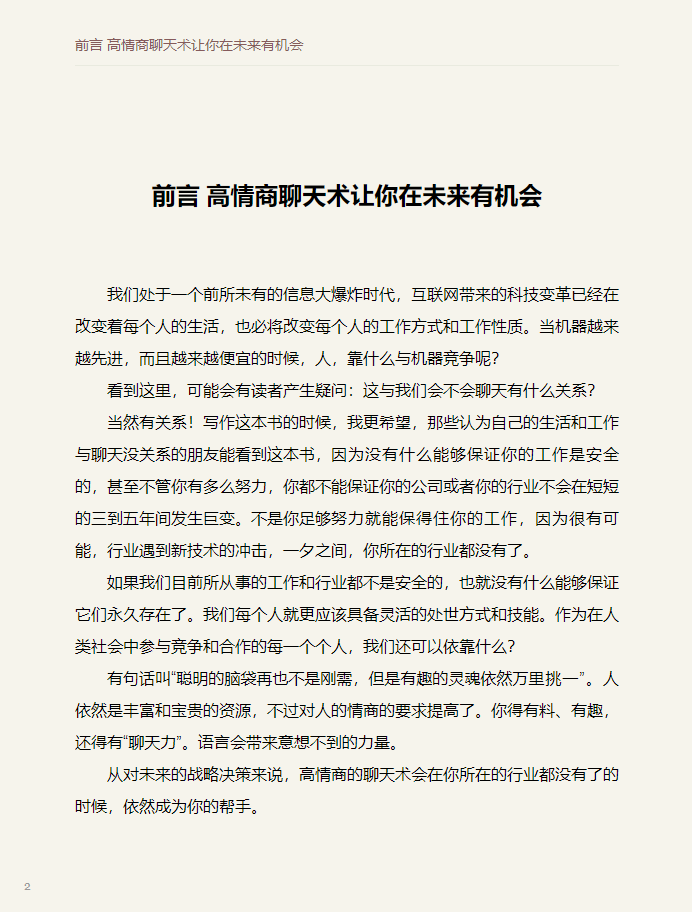 前言 高情商聊天术让你在未来有机会
前言 高情商聊天术让你在未来有机会
我们处于一个前所未有的信息大爆炸时代，互联网带来的科技变革已经在
改变着每个人的生活，也必将改变每个人的工作方式和工作性质。当机器越来
越先进，而且越来越便宜的时候，人，靠什么与机器竞争呢？
看到这里，可能会有读者产生疑问：这与我们会不会聊天有什么关系？
当然有关系！写作这本书的时候，我更希望，那些认为自己的生活和工作
与聊天没关系的朋友能看到这本书，因为没有什么能够保证你的工作是安全
的，甚至不管你有多么努力，你都不能保证你的公司或者你的行业不会在短短
的三到五年间发生巨变。不是你足够努力就能保得住你的工作，因为很有可
能，行业遇到新技术的冲击，一夕之间，你所在的行业都没有了。
如果我们目前所从事的工作和行业都不是安全的，也就没有什么能够保证
它们永久存在了。我们每个人就更应该具备灵活的处世方式和技能。作为在人
类社会中参与竞争和合作的每一个个人，我们还可以依靠什么？
有句话叫“聪明的脑袋再也不是刚需，但是有趣的灵魂依然万里挑一”。人
依然是丰富和宝贵的资源，不过对人的情商的要求提高了。你得有料、有趣，
还得有“聊天力”。语言会带来意想不到的力量。
从对未来的战略决策来说，高情商的聊天术会在你所在的行业都没有了的
时候，依然成为你的帮手。
2